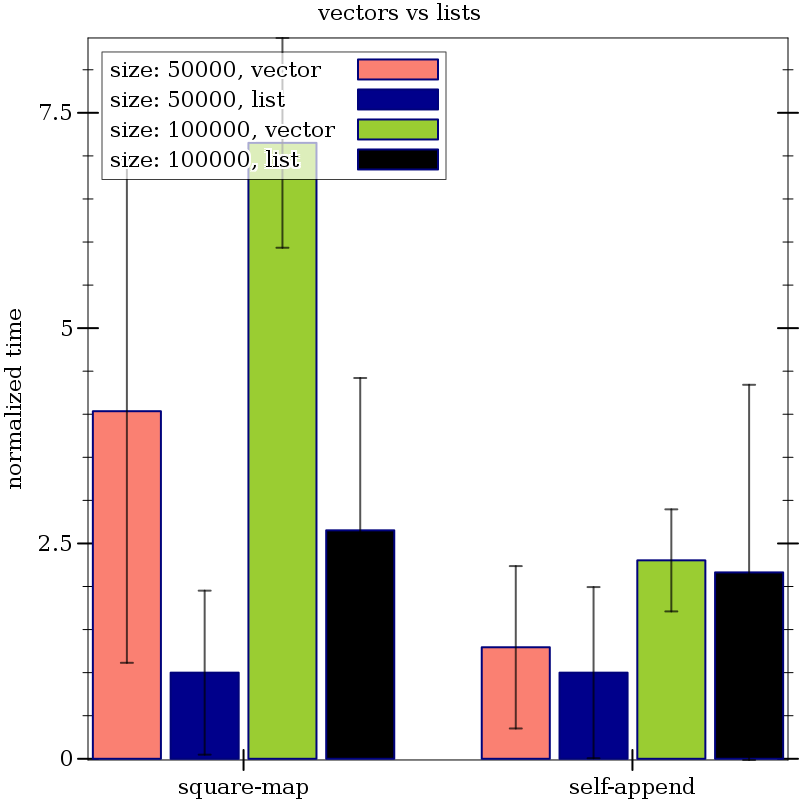 vectors vs lists
size: 50000, vector
size: 50000, list
size: 100000, vector
size: 100000, list
7.5
5
2.5
0
normalized time
square-map
self-append